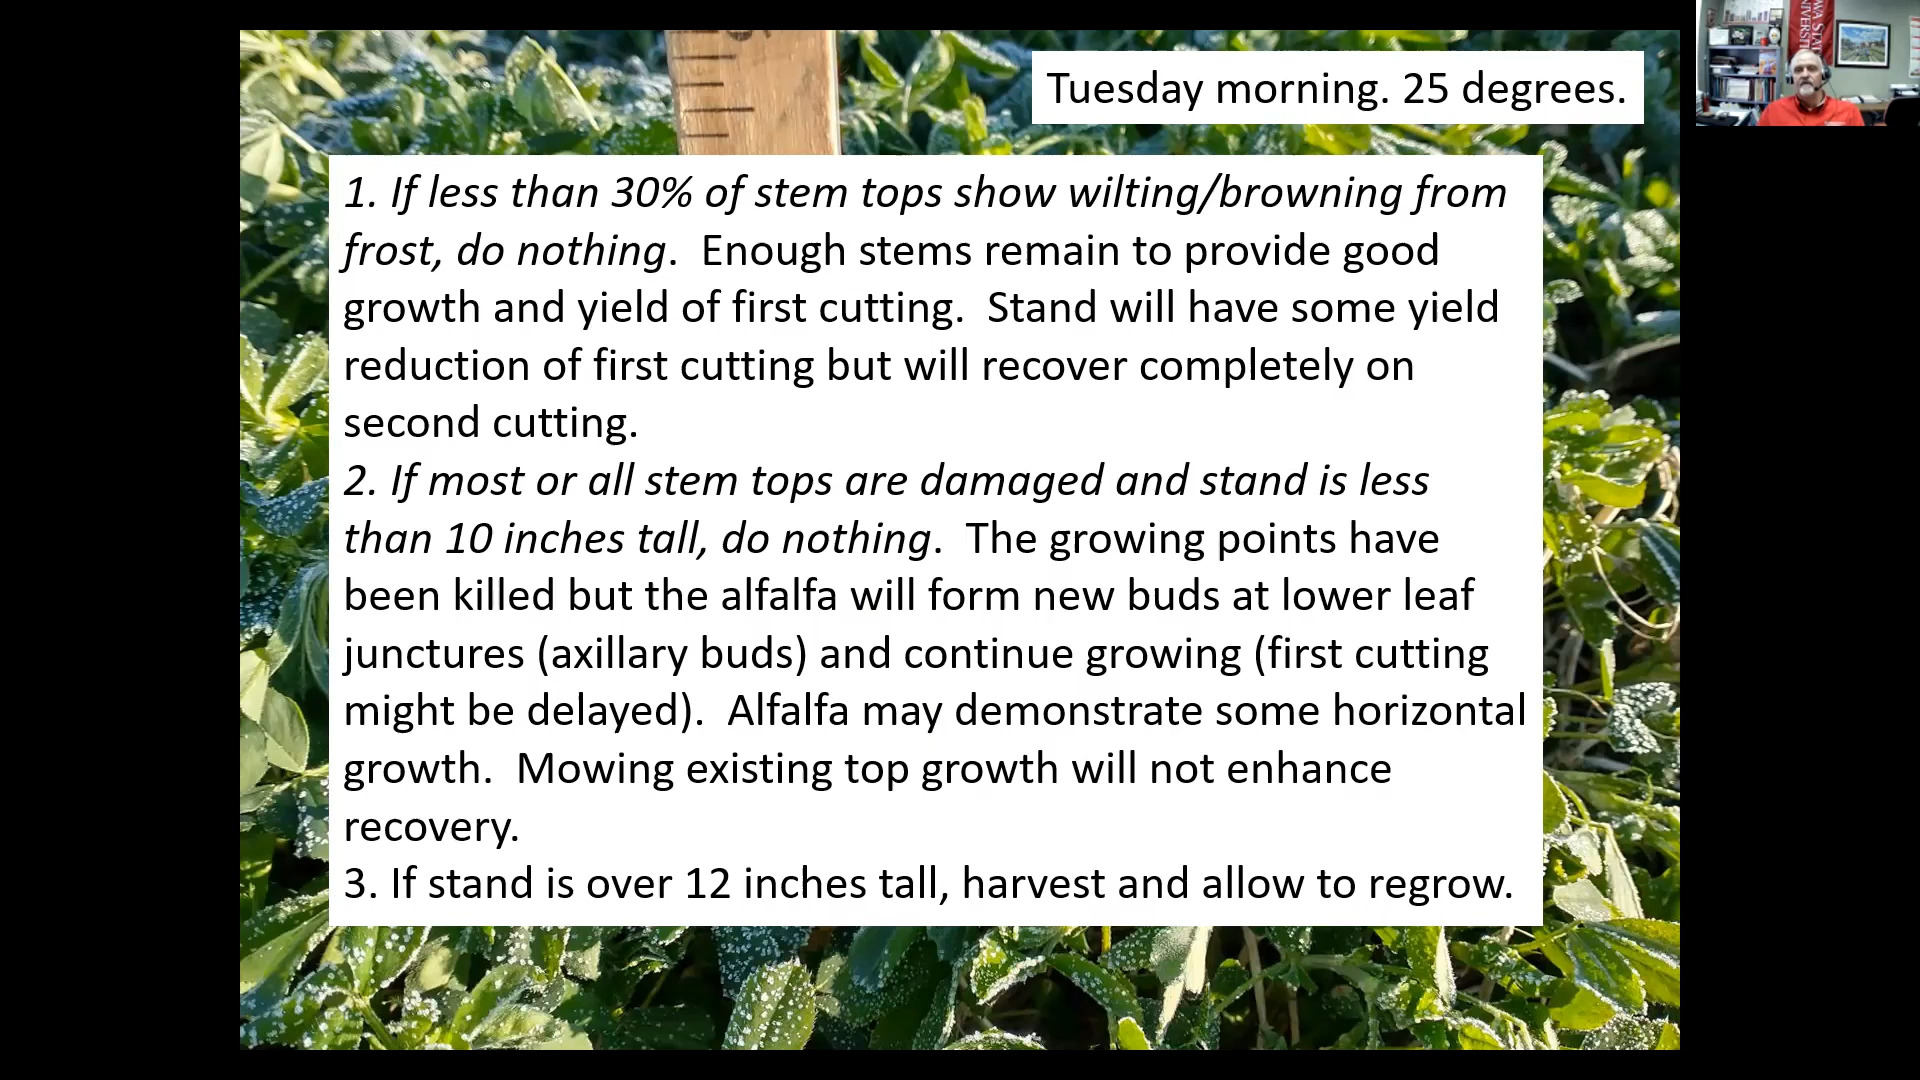 Tuesday morning. 25 degrees.
1. If less than 30% of stem tops show wilting/browning from
frost, do nothing.  Enough stems remain to provide good
growth and yield of first cutting.  Stand will have some yield
reduction of first cutting but will recover completely on
second cutting.
2. If most or all stem tops are damaged and stand is less
than 10 inches tall, do nothing.  The growing points have
been killed but the alfalfa will form new buds at lower leaf
junctures (axillary buds) and continue growing (first cutting
might be delayed).  Alfalfa may demonstrate some horizontal
growth.  Mowing existing top growth will not enhance
recovery.
3. If stand is over 12 inches tall, harvest and allow to regrow.